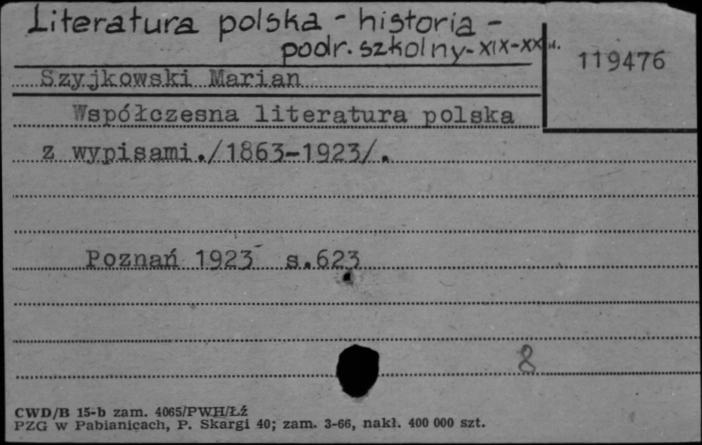 Literatura polska - historia -
podr. szkolny - XIX-XX w.
119476
Szyjkowski Marian
Współczesna literatura polska
z wypisami./1863-1923/.
Poznań 1923 s.623
8
CWD/B 15-b zam. 4065/PWH/Łź
PZG w Pabianicach, P. Skargi 40; zam. 3-66, nakł. 400 000 szt.